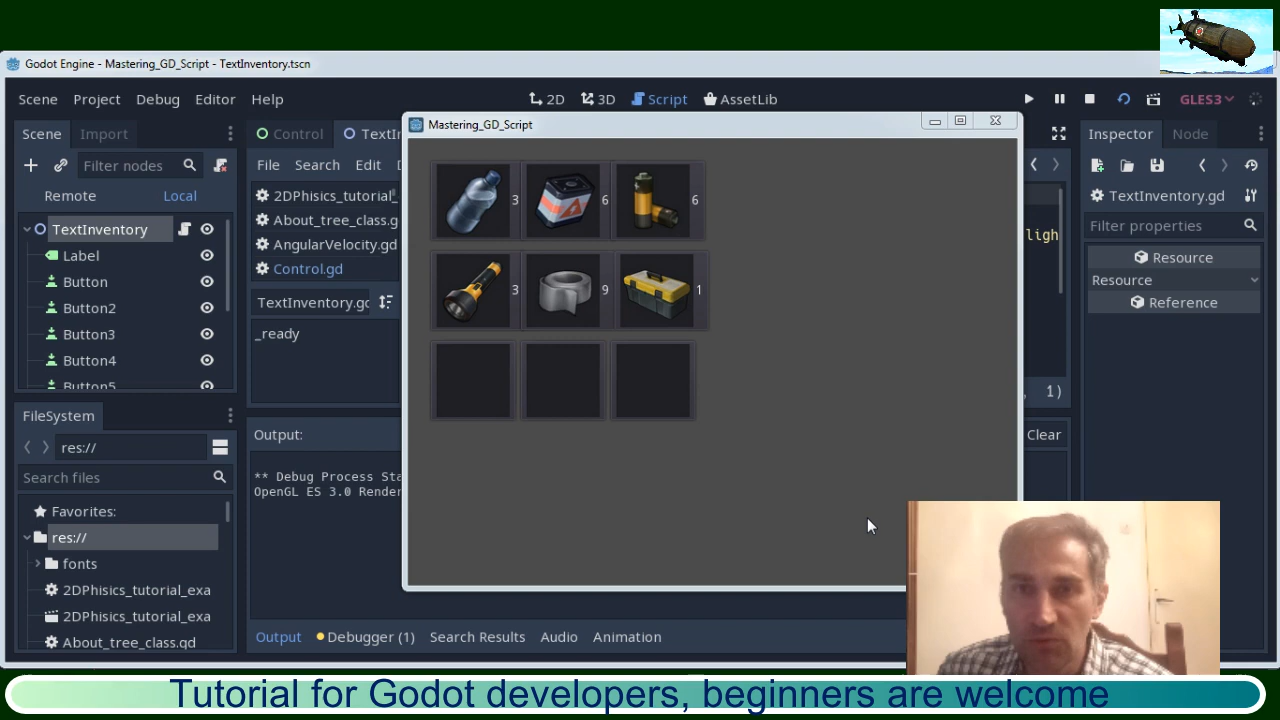 Godot Engine - Mastering_GD_Script - TextInventory.tscn
Scene Project Debug Editor Help
2D 3D Script AssetLib
GLES3
Scene Import
Control
Mastering_GD_Script
Inspector Node
Filter nodes
File Search Edit
TextInventory.gd
Remote Local
2DPhisics_tutorial_
3 6 6
Filter properties
TextInventory
About_tree_class.g
ligh
AngularVelocity.gd
Label
Resource
Control.gd
Button
Resource
3 9 1
Button2
TextInventory.gd
Reference
Button3
_ready
Button4
Button5
1)
FileSystem
Output:
Clear
res://
Search files
** Debug Process Sta
OpenGL ES 3.0 Render
Favorites:
res://
fonts
2DPhisics_tutorial_exa
2DPhisics_tutorial_exa
About_tree_class.gd
Output Debugger (1) Search Results Audio Animation
Tutorial for Godot developers, beginners are welcome